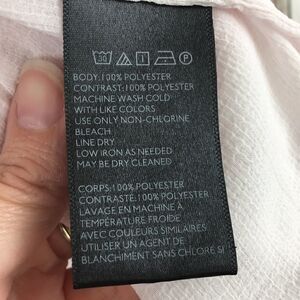 30 P
BODY: 100% POLYESTER
CONTRAST: 100% POLYESTER
MACHINE WASH COLD
WITH LIKE COLORS
USE ONLY NON-CHLORINE
BLEACH
LINE DRY
LOW IRON AS NEEDED
MAY BE DRY CLEANED
CORPS: 100% POLYESTER
CONTRASTE: 100% POLYESTER
LAVAGE EN MACHINE À
TEMPÉRATURE FROIDE
AVEC COULEURS SIMILAIRES
UTILISER UN AGENT DE
BLANCHIMENT SANS CHLORE SI